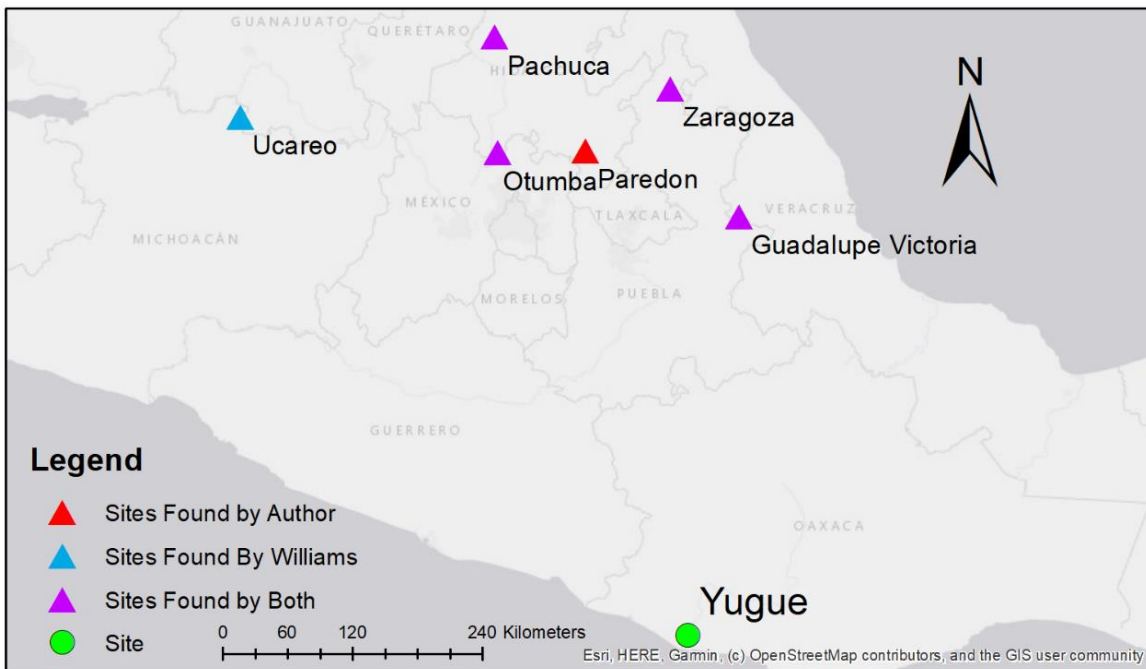 GUANAJUATO
QUERÉTARO
Pachuca
N
Zaragoza
Ucareo
Otumba
Paredon
MÉXICO
TLAXCALA
VERACRUZ
MICHOACÁN
Guadalupe Victoria
MORELOS
PUEBLA
GUERRERO
Legend
Sites Found by Author
Sites Found By Williams
Sites Found by Both
Site
0 60 120 240 Kilometers
OAXACA
Yugue
Esri, HERE, Garmin, (c) OpenStreetMap contributors, and the GIS user community